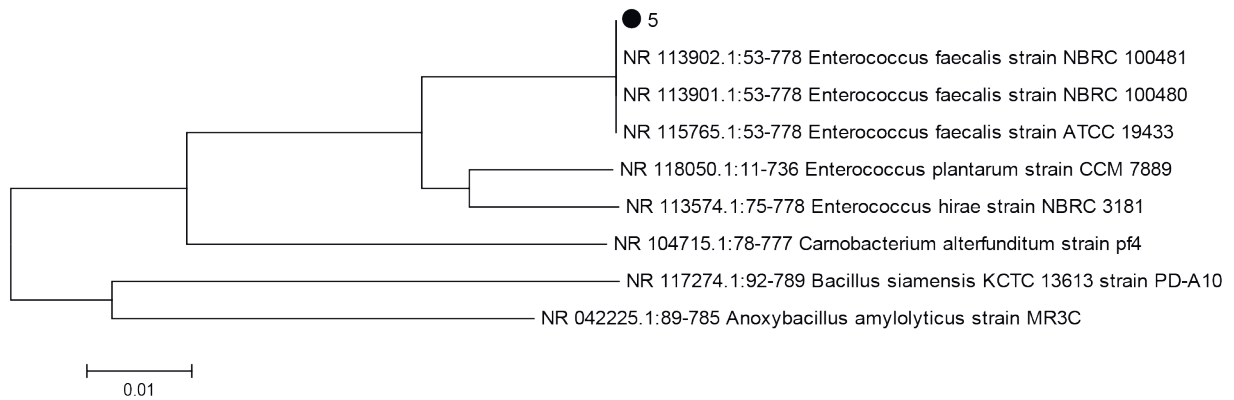 5
NR 113902.1:53-778 Enterococcus faecalis strain NBRC 100481
NR 113901.1:53-778 Enterococcus faecalis strain NBRC 100480
NR 115765.1:53-778 Enterococcus faecalis strain ATCC 19433
NR 118050.1:11-736 Enterococcus plantarum strain CCM 7889
NR 113574.1:75-778 Enterococcus hirae strain NBRC 3181
NR 104715.1:78-777 Carnobacterium alterfunditum strain pf4
NR 117274.1:92-789 Bacillus siamensis KCTC 13613 strain PD-A10
NR 042225.1:89-785 Anoxybacillus amylolyticus strain MR3C
0.01